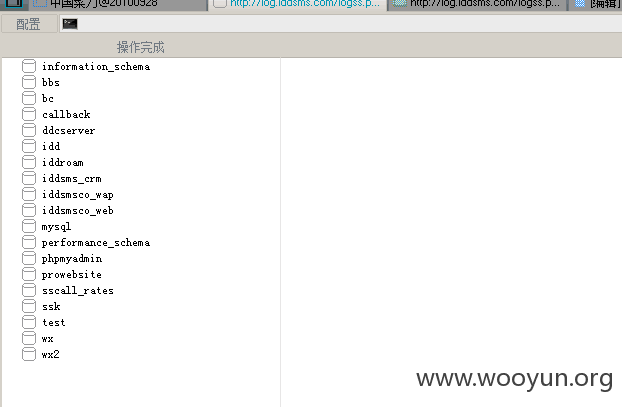 中国菜刀@20100928 http://log.iddsms.com/logss.p... http://log.iddsms.com/logss.p... [编辑]
配置
操作完成
information_schema
bbs
bc
callback
ddcserver
idd
iddroam
iddsms_crm
iddsmsco_wap
iddsmsco_web
mysql
performance_schema
phpmyadmin
prowebsite
sscall_rates
ssk
test
wx
wx2
www.wooyun.org